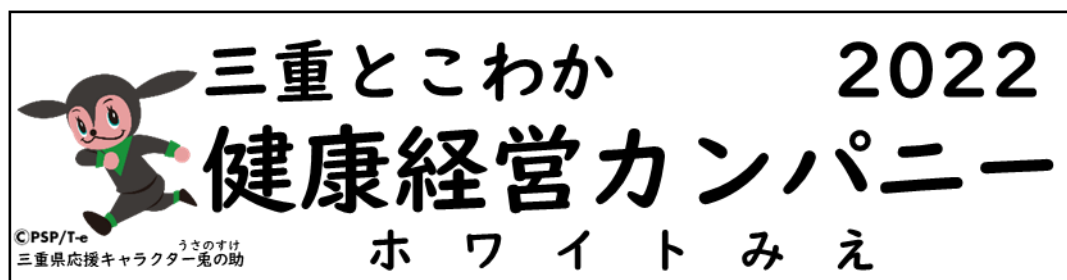 三重とこわか 2022
健康経営カンパニー
ホワイトみえ
©PSP/T-e
うさのすけ
三重県応援キャラクター兎の助